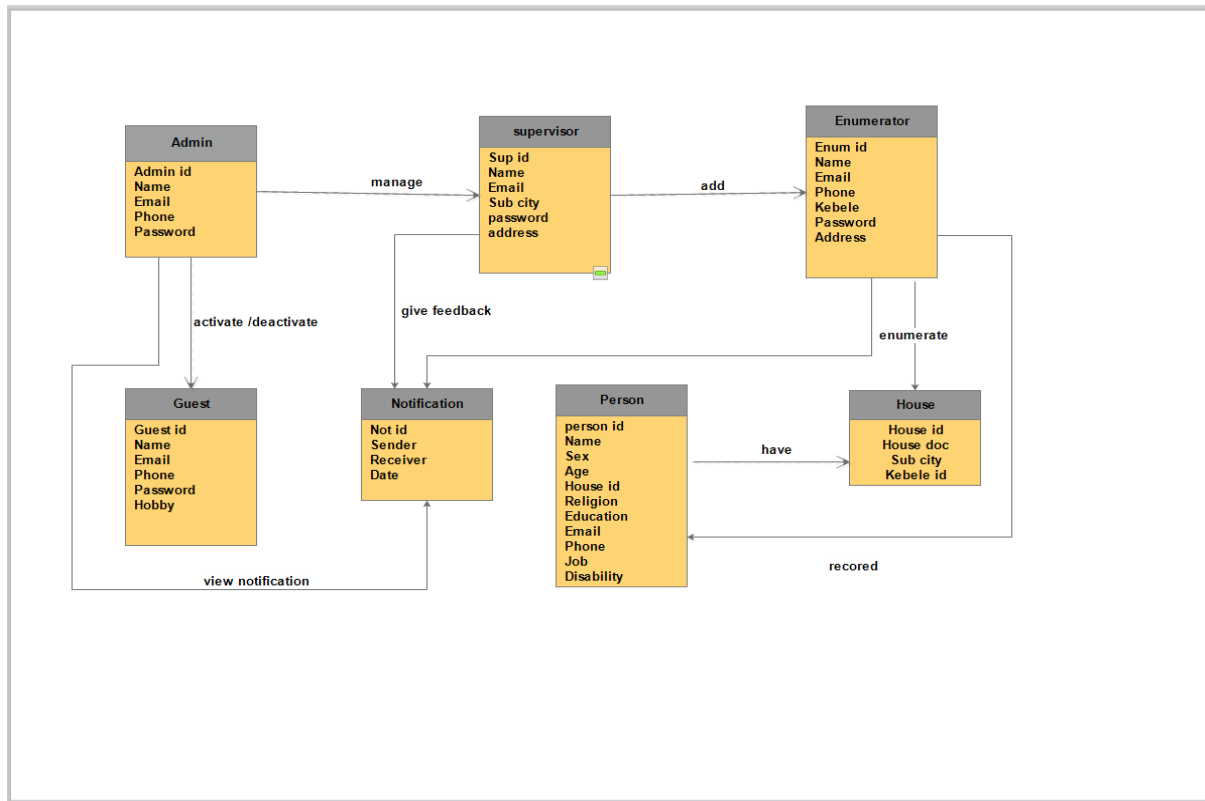 Admin
Admin id
Name
Email
Phone
Password
manage
supervisor
Sup id
Name
Email
Sub city
password
address
add
Enumerator
Enum id
Name
Email
Phone
Kebele
Password
Address
activate /deactivate
give feedback
enumerate
Guest
Guest id
Name
Email
Phone
Password
Hobby
Notification
Not id
Sender
Receiver
Date
Person
person id
Name
Sex
Age
House id
Religion
Education
Email
Phone
Job
Disability
have
House
House id
House doc
Sub city
Kebele id
view notification
recored